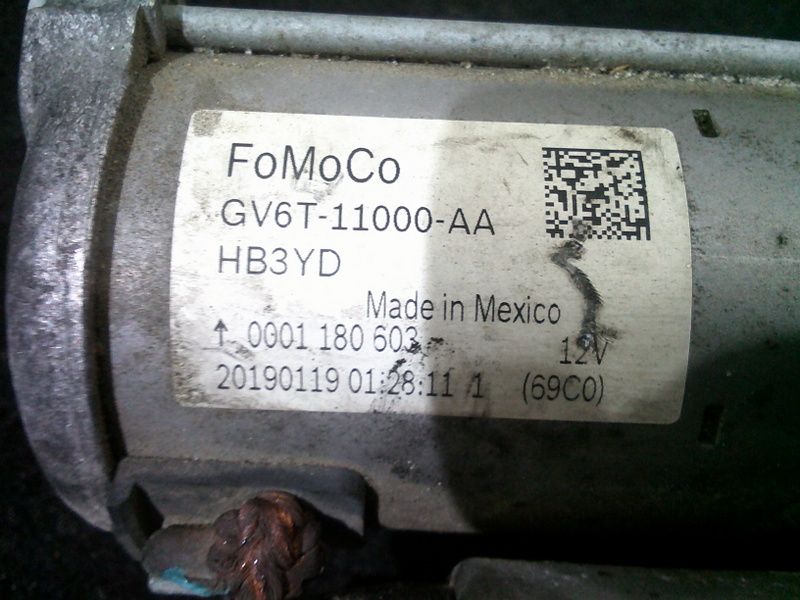 FoMoCo
GV6T-11000-AA
HB3YD
Made in Mexico
↑ 0001 180 603
12V
20190119 01:28:11 1 (69C0)